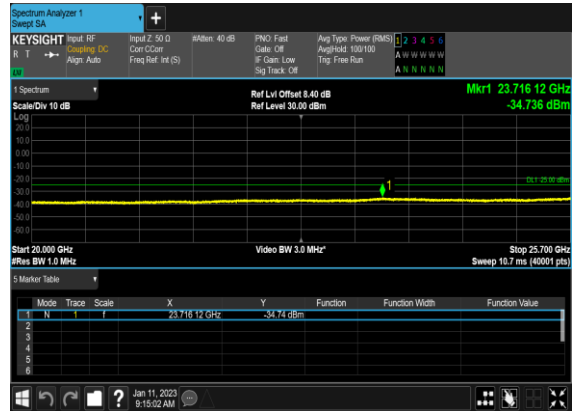 Spectrum Analyzer 1
Swept SA
+
KEYSIGHT Input: RF Input Z: 50 Ω #Atten: 40 dB PNO: Fast Avg Type: Power (RMS) 1 2 3 4 5 6
R T Coupling: DC Corr CCorr Gate: Off Avg|Hold: 100/100 A W W W W W
Align: Auto Freq Ref: Int (S) IF Gain: Low Trig: Free Run
LW Sig Track: Off A N N N N N
1 Spectrum Ref Lvl Offset 8.40 dB Mkr1 23.716 12 GHz
Scale/Div 10 dB Ref Level 30.00 dBm -34.736 dBm
Log
20.0
10.0
0.00
-10.0
-20.0
DL1 -25.00 dBm
1
-30.0
-40.0
-50.0
-60.0
Start 20.000 GHz Video BW 3.0 MHz* Stop 25.700 GHz
#Res BW 1.0 MHz Sweep 10.7 ms (40001 pts)
5 Marker Table
Mode Trace Scale X Y Function Function Width Function Value
1 N 1 f 23.716 12 GHz -34.74 dBm
2
3
4
5
6
? Jan 11, 2023
9:15:02 AM